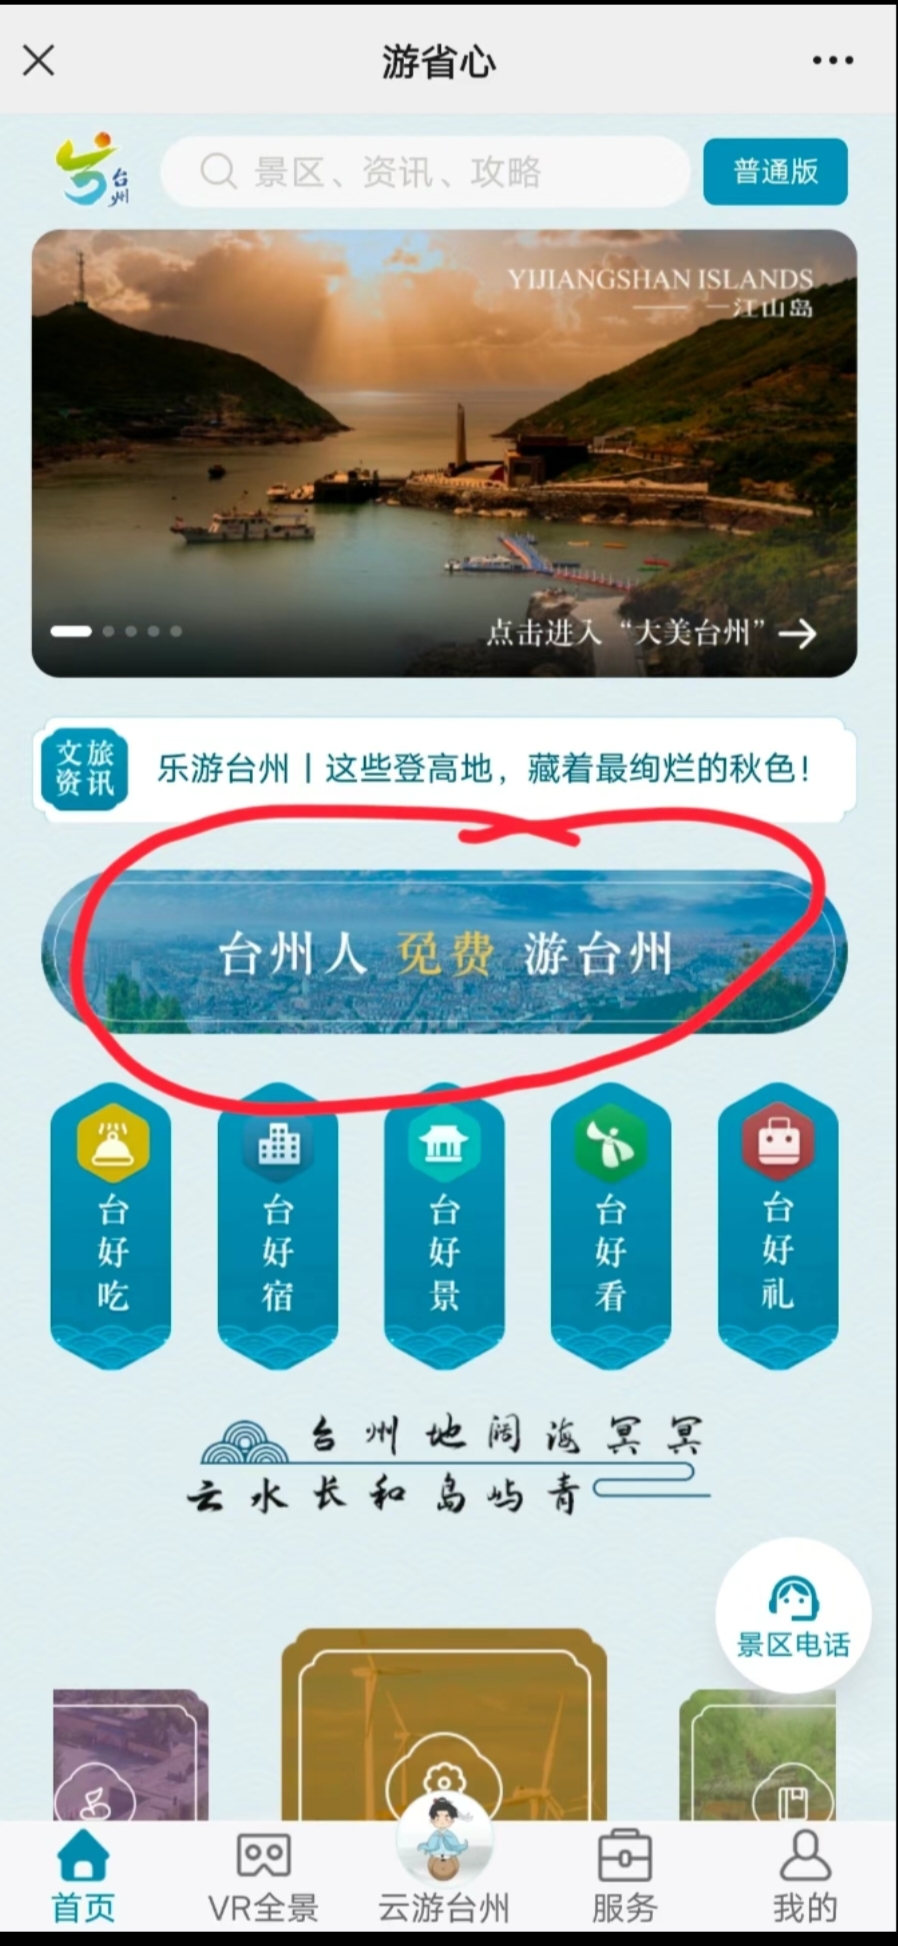 游省心
台州
景区、资讯、攻略
普通版
YIJIANGSHAN ISLANDS
一江山岛
点击进入“大美台州”
文旅资讯
乐游台州丨这些登高地，藏着最绚烂的秋色！
台州人 免费 游台州
台好吃
台好宿
台好景
台好看
台好礼
台州地阔海冥冥
云水长和岛屿青
景区电话
首页
VR全景
云游台州
服务
我的